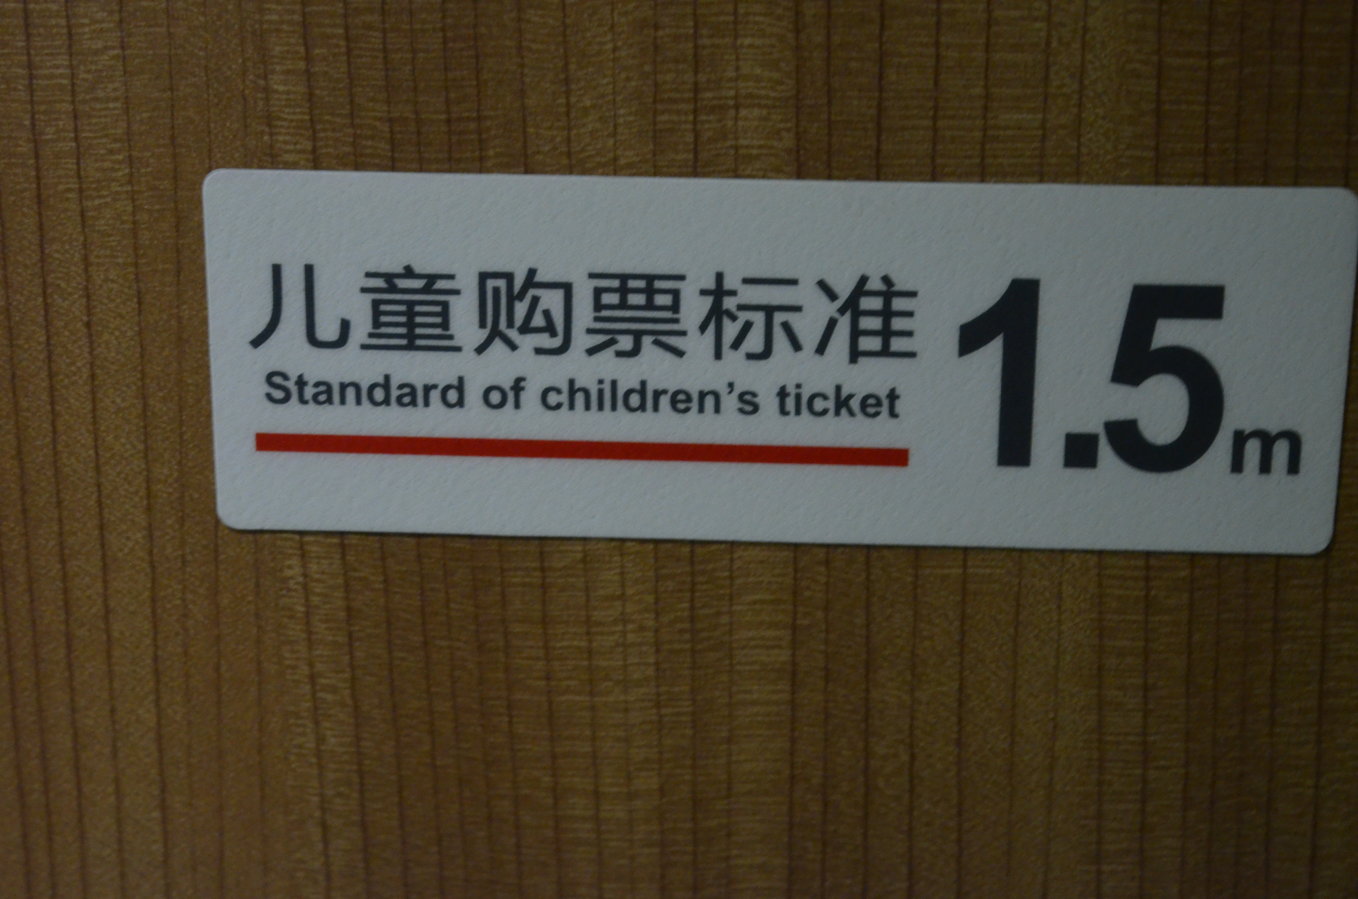 儿童购票标准
Standard of children's ticket
1.5m